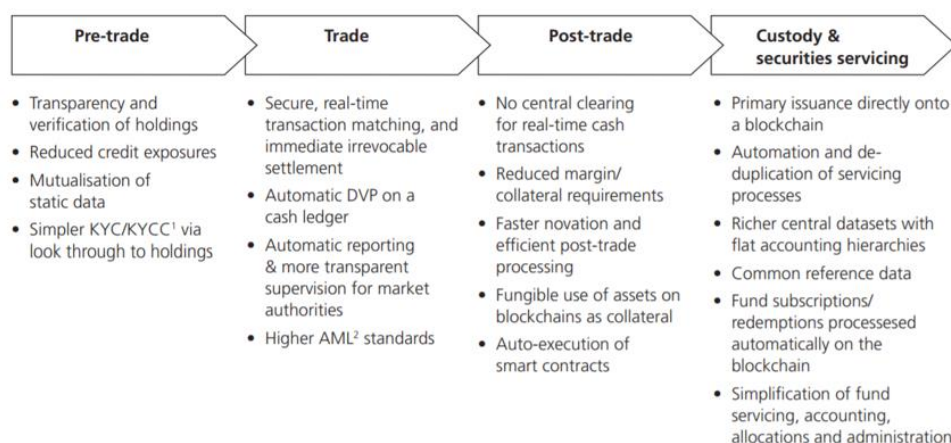 Pre-trade
Trade
Post-trade
Custody &
securities servicing
• Transparency and
verification of holdings
• Reduced credit exposures
• Mutualisation of
static data
• Simpler KYC/KYCC¹ via
look through to holdings
• Secure, real-time
transaction matching, and
immediate irrevocable
settlement
• Automatic DVP on a
cash ledger
• Automatic reporting
& more transparent
supervision for market
authorities
• Higher AML² standards
• No central clearing
for real-time cash
transactions
• Reduced margin/
collateral requirements
• Faster novation and
efficient post-trade
processing
• Fungible use of assets on
blockchains as collateral
• Auto-execution of
smart contracts
• Primary issuance directly onto
a blockchain
• Automation and de-
duplication of servicing
processes
• Richer central datasets with
flat accounting hierarchies
• Common reference data
• Fund subscriptions/
redemptions processesed
automatically on the
blockchain
• Simplification of fund
servicing, accounting,
allocations and administration